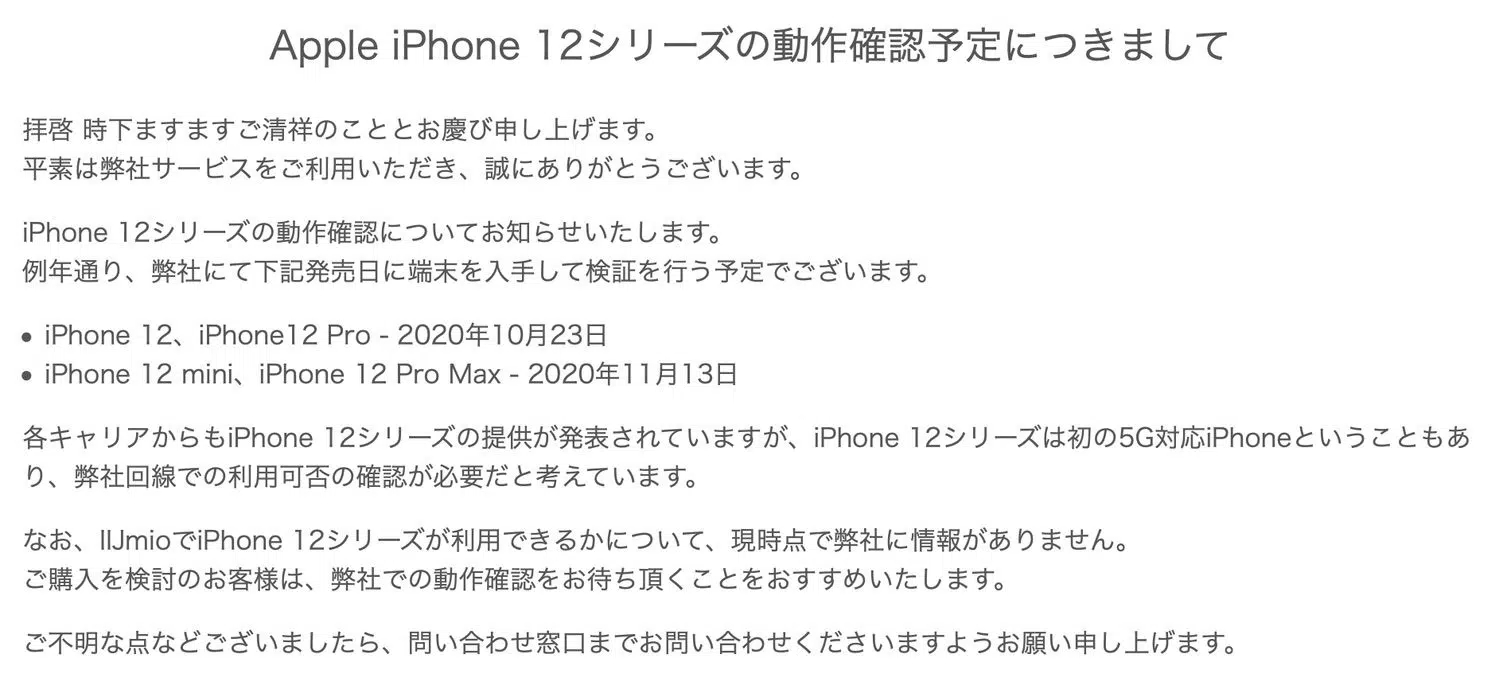 Apple iPhone 12シリーズの動作確認予定につきまして
拝啓 時下ますますご清祥のこととお慶び申し上げます。
平素は弊社サービスをご利用いただき、誠にありがとうございます。
iPhone 12シリーズの動作確認についてお知らせいたします。
例年通り、弊社にて下記発売日に端末を入手して検証を行う予定でございます。
• iPhone 12、iPhone12 Pro - 2020年10月23日
• iPhone 12 mini、iPhone 12 Pro Max - 2020年11月13日
各キャリアからもiPhone 12シリーズの提供が発表されていますが、iPhone 12シリーズは初の5G対応iPhoneということもあ
り、弊社回線での利用可否の確認が必要だと考えています。
なお、IIJmioでiPhone 12シリーズが利用できるかについて、現時点で弊社に情報がありません。
ご購入を検討のお客様は、弊社での動作確認をお待ち頂くことをおすすめいたします。
ご不明な点などございましたら、問い合わせ窓口までお問い合わせくださいますようお願い申し上げます。